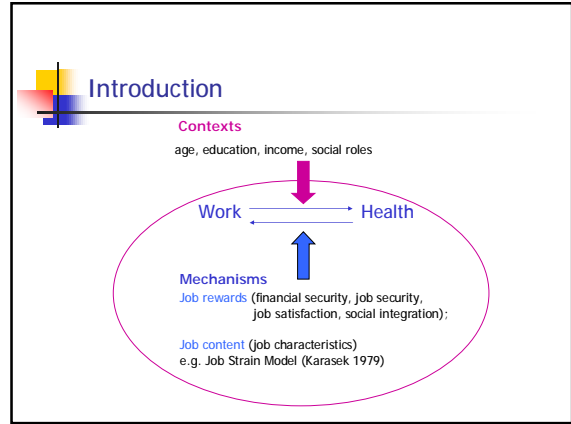 Introduction
Contexts
age, education, income, social roles
Work Health
Mechanisms
Job rewards (financial security, job security,
job satisfaction, social integration);
Job content (job characteristics)
e.g. Job Strain Model (Karasek 1979)